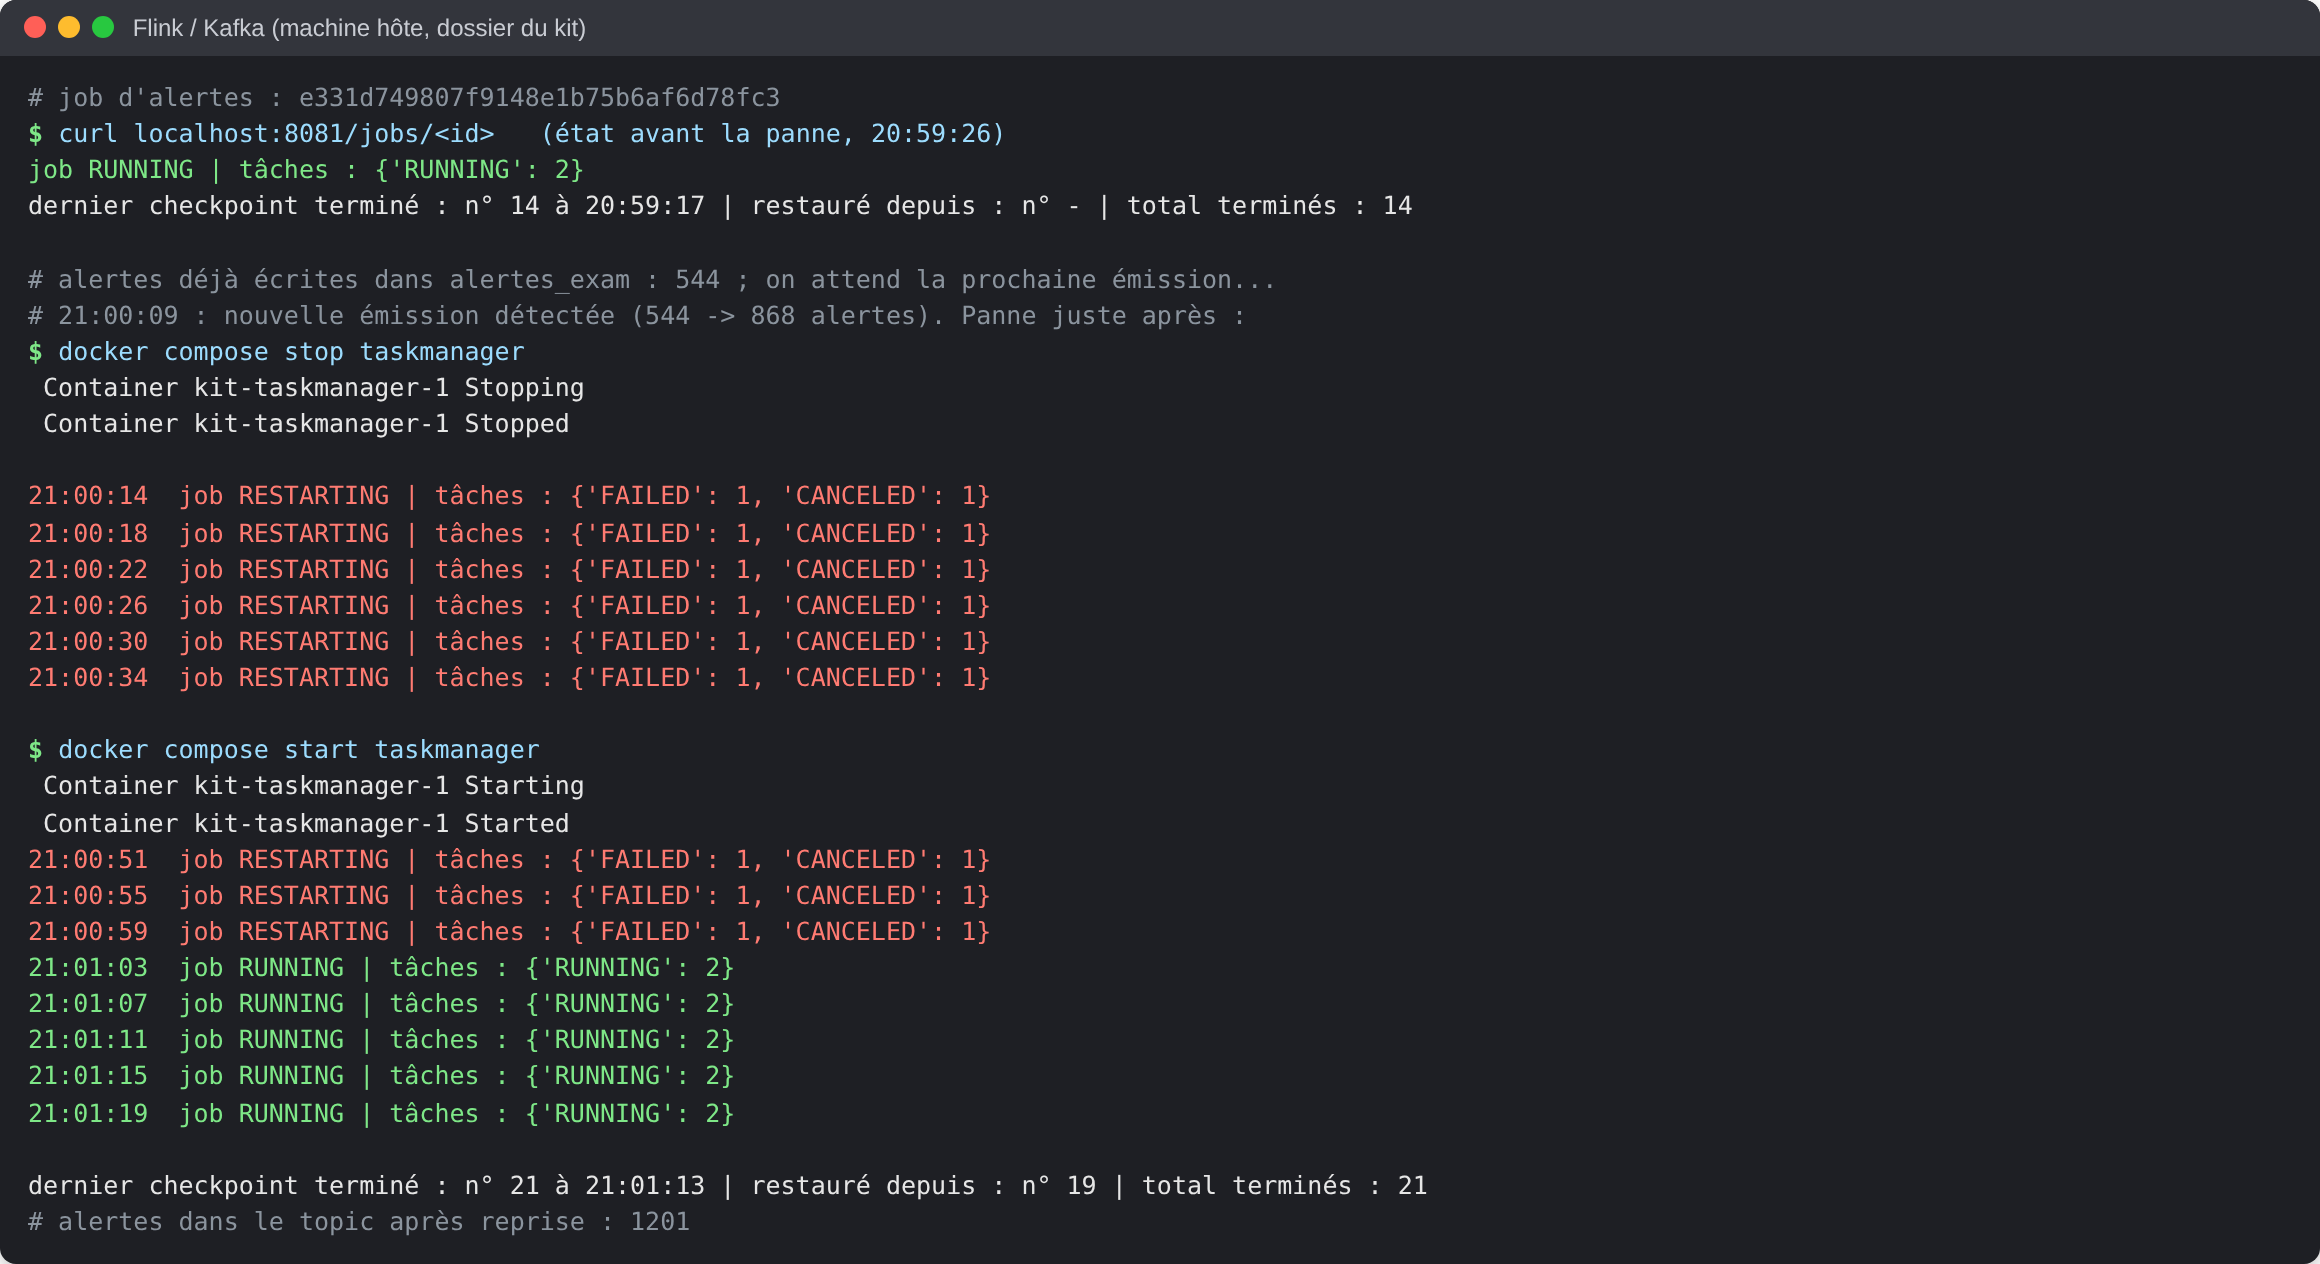 Flink / Kafka (machine hôte, dossier du kit)
# job d'alertes : e331d749807f9148e1b75b6af6d78fc3
$ curl localhost:8081/jobs/<id>   (état avant la panne, 20:59:26)
job RUNNING | tâches : {'RUNNING': 2}
dernier checkpoint terminé : n° 14 à 20:59:17 | restauré depuis : n° - | total terminés : 14
# alertes déjà écrites dans alertes_exam : 544 ; on attend la prochaine émission...
# 21:00:09 : nouvelle émission détectée (544 -> 868 alertes). Panne juste après :
$ docker compose stop taskmanager
Container kit-taskmanager-1 Stopping
Container kit-taskmanager-1 Stopped
21:00:14  job RESTARTING | tâches : {'FAILED': 1, 'CANCELED': 1}
21:00:18  job RESTARTING | tâches : {'FAILED': 1, 'CANCELED': 1}
21:00:22  job RESTARTING | tâches : {'FAILED': 1, 'CANCELED': 1}
21:00:26  job RESTARTING | tâches : {'FAILED': 1, 'CANCELED': 1}
21:00:30  job RESTARTING | tâches : {'FAILED': 1, 'CANCELED': 1}
21:00:34  job RESTARTING | tâches : {'FAILED': 1, 'CANCELED': 1}
$ docker compose start taskmanager
Container kit-taskmanager-1 Starting
Container kit-taskmanager-1 Started
21:00:51  job RESTARTING | tâches : {'FAILED': 1, 'CANCELED': 1}
21:00:55  job RESTARTING | tâches : {'FAILED': 1, 'CANCELED': 1}
21:00:59  job RESTARTING | tâches : {'FAILED': 1, 'CANCELED': 1}
21:01:03  job RUNNING | tâches : {'RUNNING': 2}
21:01:07  job RUNNING | tâches : {'RUNNING': 2}
21:01:11  job RUNNING | tâches : {'RUNNING': 2}
21:01:15  job RUNNING | tâches : {'RUNNING': 2}
21:01:19  job RUNNING | tâches : {'RUNNING': 2}
dernier checkpoint terminé : n° 21 à 21:01:13 | restauré depuis : n° 19 | total terminés : 21
# alertes dans le topic après reprise : 1201